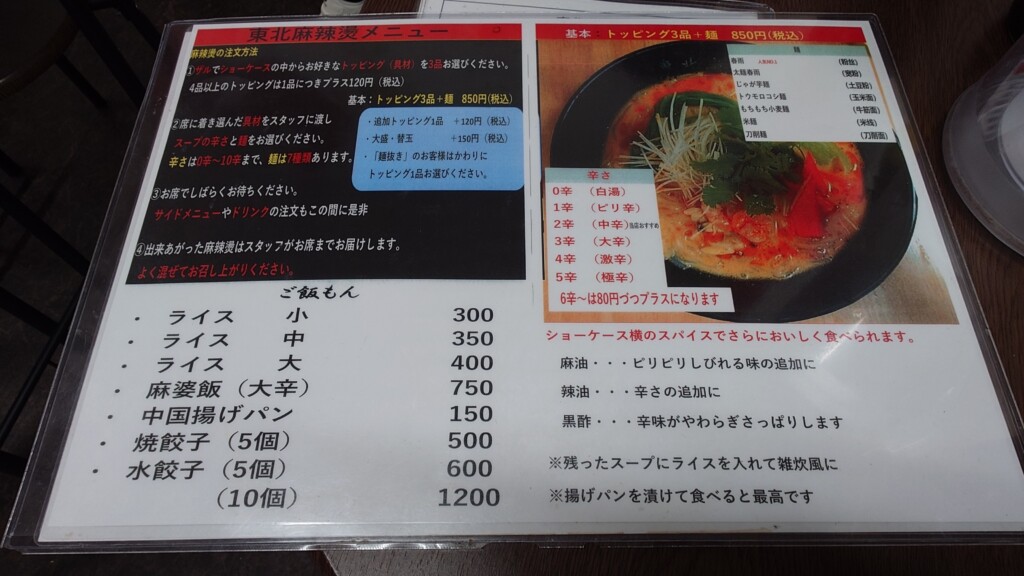 東北麻辣燙メニュー
麻辣燙の注文方法
①ザルでショーケースの中からお好きなトッピング（具材）を3品お選びください。
4品以上のトッピングは1品につきプラス120円（税込）
基本：トッピング3品＋麺　850円（税込）
②席に着き選んだ具材をスタッフに渡し
スープの辛さと麺をお選びください。
辛さは0辛～10辛まで、麺は7種類あります。
・追加トッピング1品　＋120円（税込）
・大盛・替玉　＋150円（税込）
・「麺抜き」のお客様はかわりに
トッピング1品お選びください。
③お席でしばらくお待ちください。
サイドメニューやドリンクの注文もこの間に是非
④出来あがった麻辣燙はスタッフがお席までお届けします。
よく混ぜてお召し上がりください。
ご飯もん
・ライス　小　300
・ライス　中　350
・ライス　大　400
・麻婆飯（大辛）　750
・中国揚げパン　150
・焼餃子（5個）　500
・水餃子（5個）　600
（10個）　1200
基本：トッピング3品＋麺　850円(税込)
麺
春雨　(粉丝)
太麺春雨　(寛粉)
じゃが芋麺　(土豆粉)
トウモロコシ麺　(玉米面)
もちもち小麦麺　(牛筋面)
米麺　(米线)
刀削麺　(刀削面)
辛さ
0辛　（白湯）
1辛　（ピリ辛）
2辛　（中辛）当店おすすめ
3辛　（大辛）
4辛　（激辛）
5辛　（極辛）
6辛～は80円づつプラスになります
ショーケース横のスパイスでさらにおいしく食べられます。
麻油・・・ピリピリしびれる味の追加に
辣油・・・辛さの追加に
黒酢・・・辛味がやわらぎさっぱりします
※残ったスープにライスを入れて雑炊風に
※揚げパンを漬けて食べると最高です